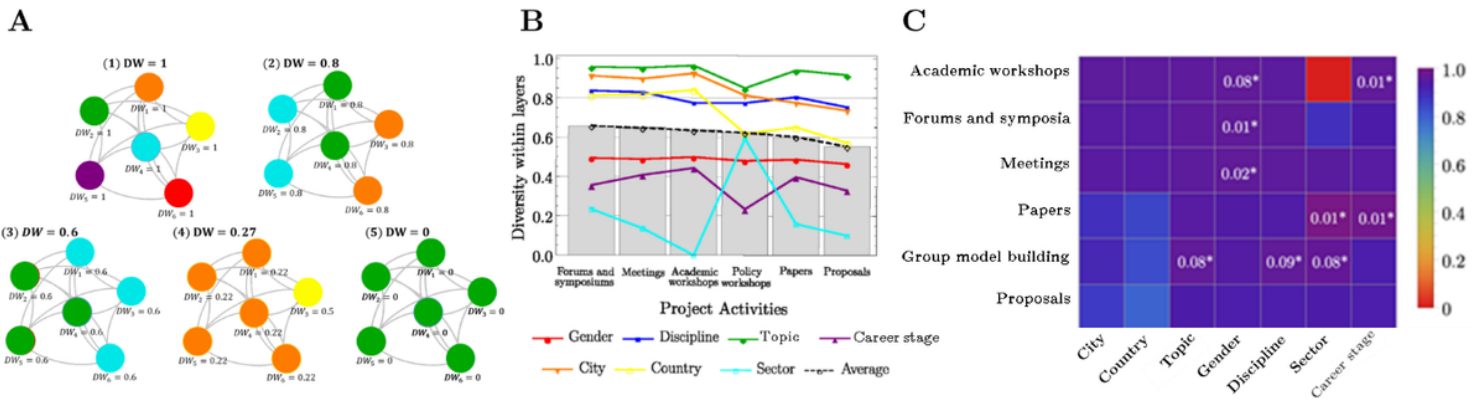 A
(1) DW = 1
DW₁ = 1
DW₂ = 1
DW₃ = 1
DW₄ = 1
DW₅ = 1
DW₆ = 1
(2) DW = 0.8
DW₁ = 0.8
DW₂ = 0.8
DW₃ = 0.8
DW₄ = 0.8
DW₅ = 0.8
DW₆ = 0.8
(3) DW = 0.6
DW₁ = 0.6
DW₂ = 0.6
DW₃ = 0.6
DW₄ = 0.6
DW₅ = 0.6
DW₆ = 0.6
(4) DW = 0.27
DW₁ = 0.22
DW₂ = 0.22
DW₃ = 0.5
DW₄ = 0.22
DW₅ = 0.22
DW₆ = 0.22
(5) DW = 0
DW₁ = 0
DW₂ = 0
DW₃ = 0
DW₄ = 0
DW₅ = 0
DW₆ = 0
B
Diversity within layers
1.0
0.8
0.6
0.4
0.2
0.0
Forums and
symposiums
Meetings
Academic
workshops
Policy
workshops
Papers
Proposals
Project Activities
Gender Discipline Topic Career stage
City Country Sector Average
C
Academic workshops
Forums and symposia
Meetings
Papers
Group model building
Proposals
0.08* 0.01*
0.01*
0.02*
0.01* 0.01*
0.08* 0.09* 0.08*
City
Country
Topic
Gender
Discipline
Sector
Career stage
1.0
0.8
0.6
0.4
0.2
0